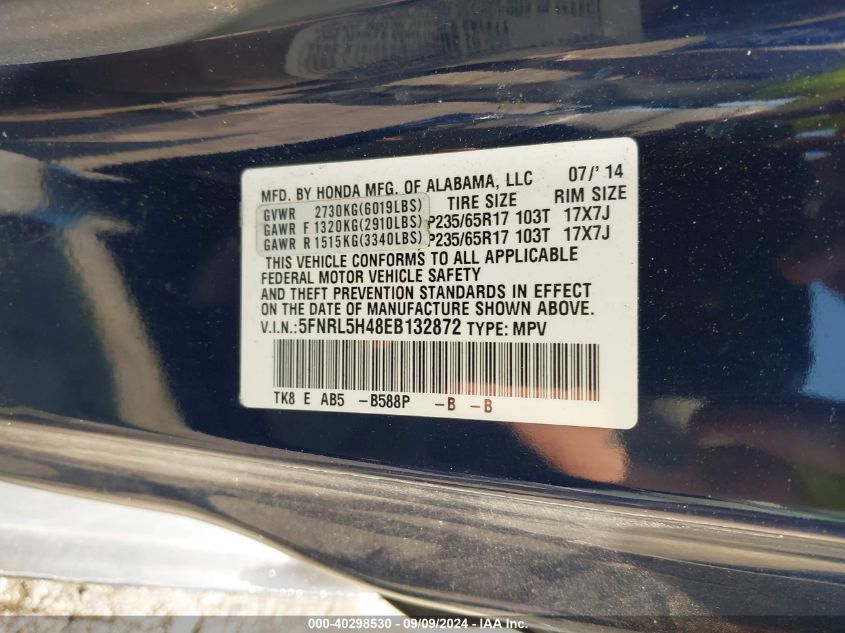 MFD. BY HONDA MFG. OF ALABAMA, LLC 07/'14
TIRE SIZE RIM SIZE
GVWR 2730KG(6019LBS)
GAWR F 1320KG(2910LBS) P235/65R17 103T 17X7J
GAWR R 1515KG(3340LBS) P235/65R17 103T 17X7J
THIS VEHICLE CONFORMS TO ALL APPLICABLE
FEDERAL MOTOR VEHICLE SAFETY
AND THEFT PREVENTION STANDARDS IN EFFECT
ON THE DATE OF MANUFACTURE SHOWN ABOVE.
V.I.N.:5FNRL5H48EB132872 TYPE: MPV
TK8 E AB5 -B588P -B -B
000-40298530 - 09/09/2024 - IAA Inc.